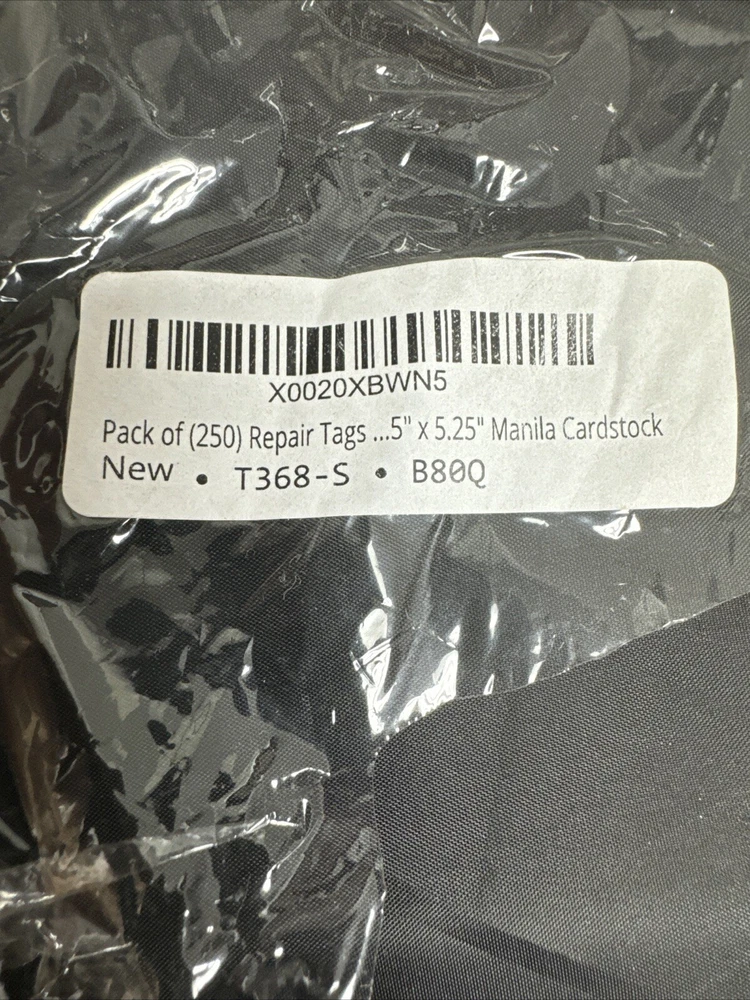 X0020XBWN5
Pack of (250) Repair Tags ...5" x 5.25" Manila Cardstock
New • T368-S • B80Q